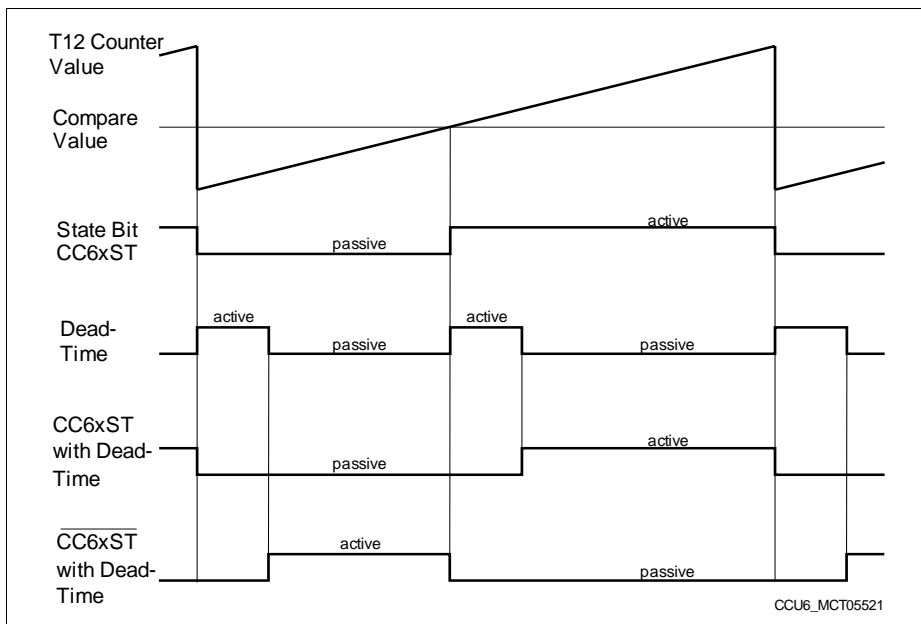 T12 Counter
Value
Compare
Value
State Bit
CC6xST
passive
active
Dead-
Time
active
passive
active
passive
CC6xST
with Dead-
Time
passive
active
CC6xST
with Dead-
Time
active
passive
CCU6_MCT05521